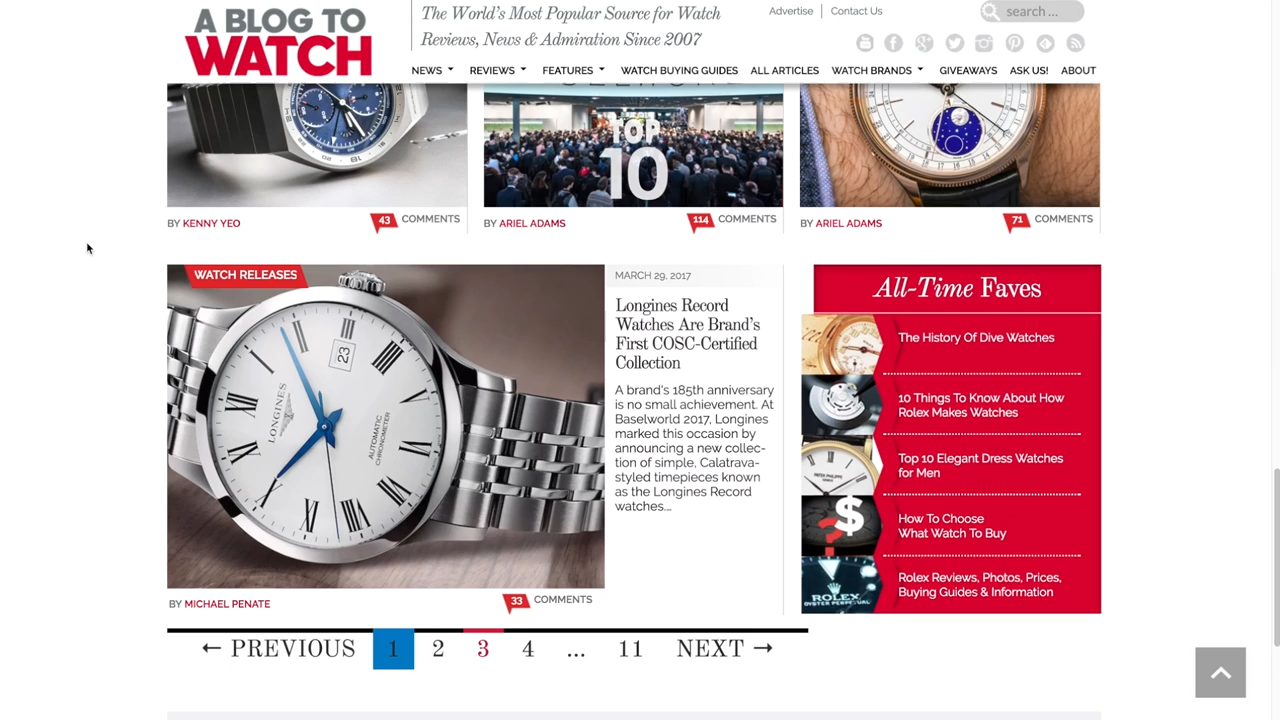 A BLOG TO
WATCH
The World's Most Popular Source for Watch
Reviews, News & Admiration Since 2007
Advertise
Contact Us
search ...
NEWS
REVIEWS
FEATURES
WATCH BUYING GUIDES
ALL ARTICLES
WATCH BRANDS
GIVEAWAYS
ASK US!
ABOUT
TOP
10
BY KENNY YEO
43 COMMENTS
BY ARIEL ADAMS
114 COMMENTS
BY ARIEL ADAMS
71 COMMENTS
WATCH RELEASES
LONGINES
AUTOMATIC
CHRONOMETER
23
MARCH 29, 2017
Longines Record
Watches Are Brand's
First COSC-Certified
Collection
A brand's 185th anniversary
is no small achievement. At
Baselworld 2017, Longines
marked this occasion by
announcing a new collec-
tion of simple, Calatrava-
styled timepieces known
as the Longines Record
watches...
BY MICHAEL PENATE
33 COMMENTS
All-Time Faves
The History Of Dive Watches
10 Things To Know About How
Rolex Makes Watches
Top 10 Elegant Dress Watches
for Men
PATEK PHILIPPE
How To Choose
What Watch To Buy
$
?
Rolex Reviews, Photos, Prices,
Buying Guides & Information
ROLEX
OYSTER PERPETUAL
← PREVIOUS 1 2 3 4 ... 11 NEXT →